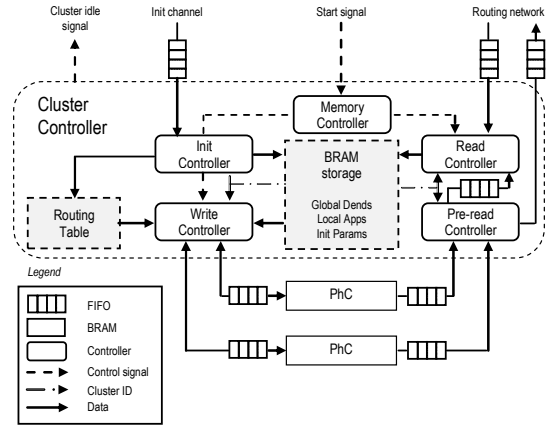 Cluster idle
signal
Init channel
Start signal
Routing network
Cluster
Controller
Memory
Controller
Init
Controller
BRAM
storage
Read
Controller
Global Dends
Local Apps
Init Params
Routing
Table
Write
Controller
Pre-read
Controller
Legend
PhC
FIFO
BRAM
PhC
Controller
Control signal
Cluster ID
Data